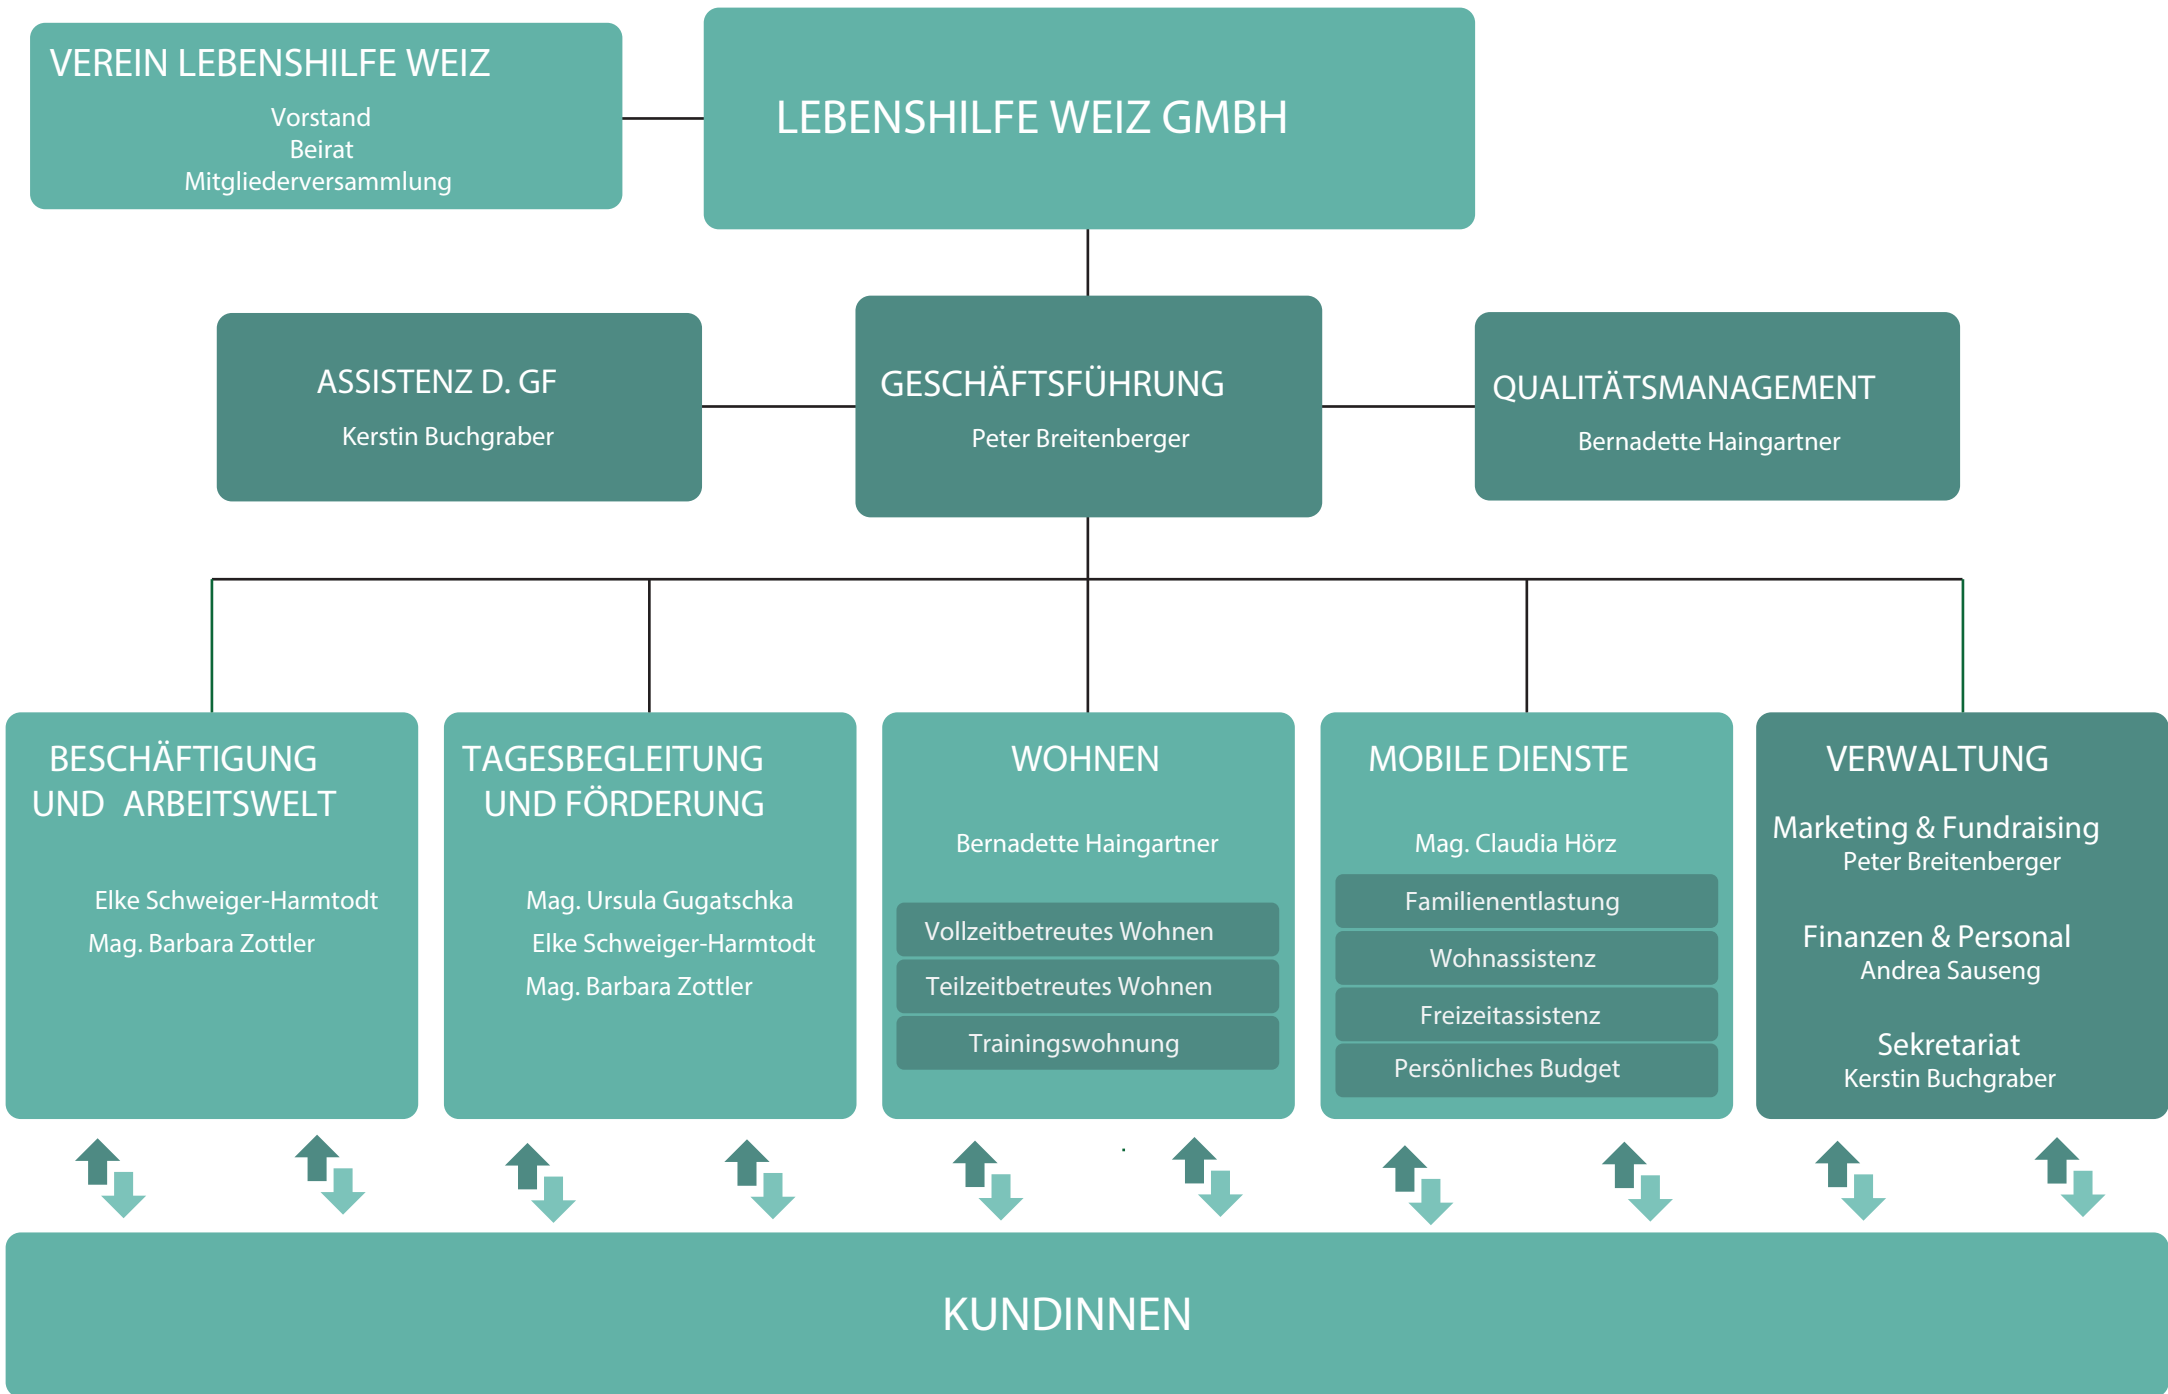 VEREIN LEBENSHILFE WEIZ
Vorstand
Beirat
Mitgliederversammlung
LEBENSHILFE WEIZ GMBH
ASSISTENZ D. GF
Kerstin Buchgraber
GESCHÄFTSFÜHRUNG
Peter Breitenberger
QUALITÄTSMANAGEMENT
Bernadette Haingartner
BESCHÄFTIGUNG
UND ARBEITSWELT
Elke Schweiger-Harmtodt
Mag. Barbara Zottler
TAGESBEGLEITUNG
UND FÖRDERUNG
Mag. Ursula Gugatschka
Elke Schweiger-Harmtodt
Mag. Barbara Zottler
WOHNEN
Bernadette Haingartner
Vollzeitbetreutes Wohnen
Teilzeitbetreutes Wohnen
Trainingswohnung
MOBILE DIENSTE
Mag. Claudia Hörz
Familienentlastung
Wohnassistenz
Freizeitassistenz
Persönliches Budget
VERWALTUNG
Marketing & Fundraising
Peter Breitenberger
Finanzen & Personal
Andrea Sauseng
Sekretariat
Kerstin Buchgraber
KUNDINNEN